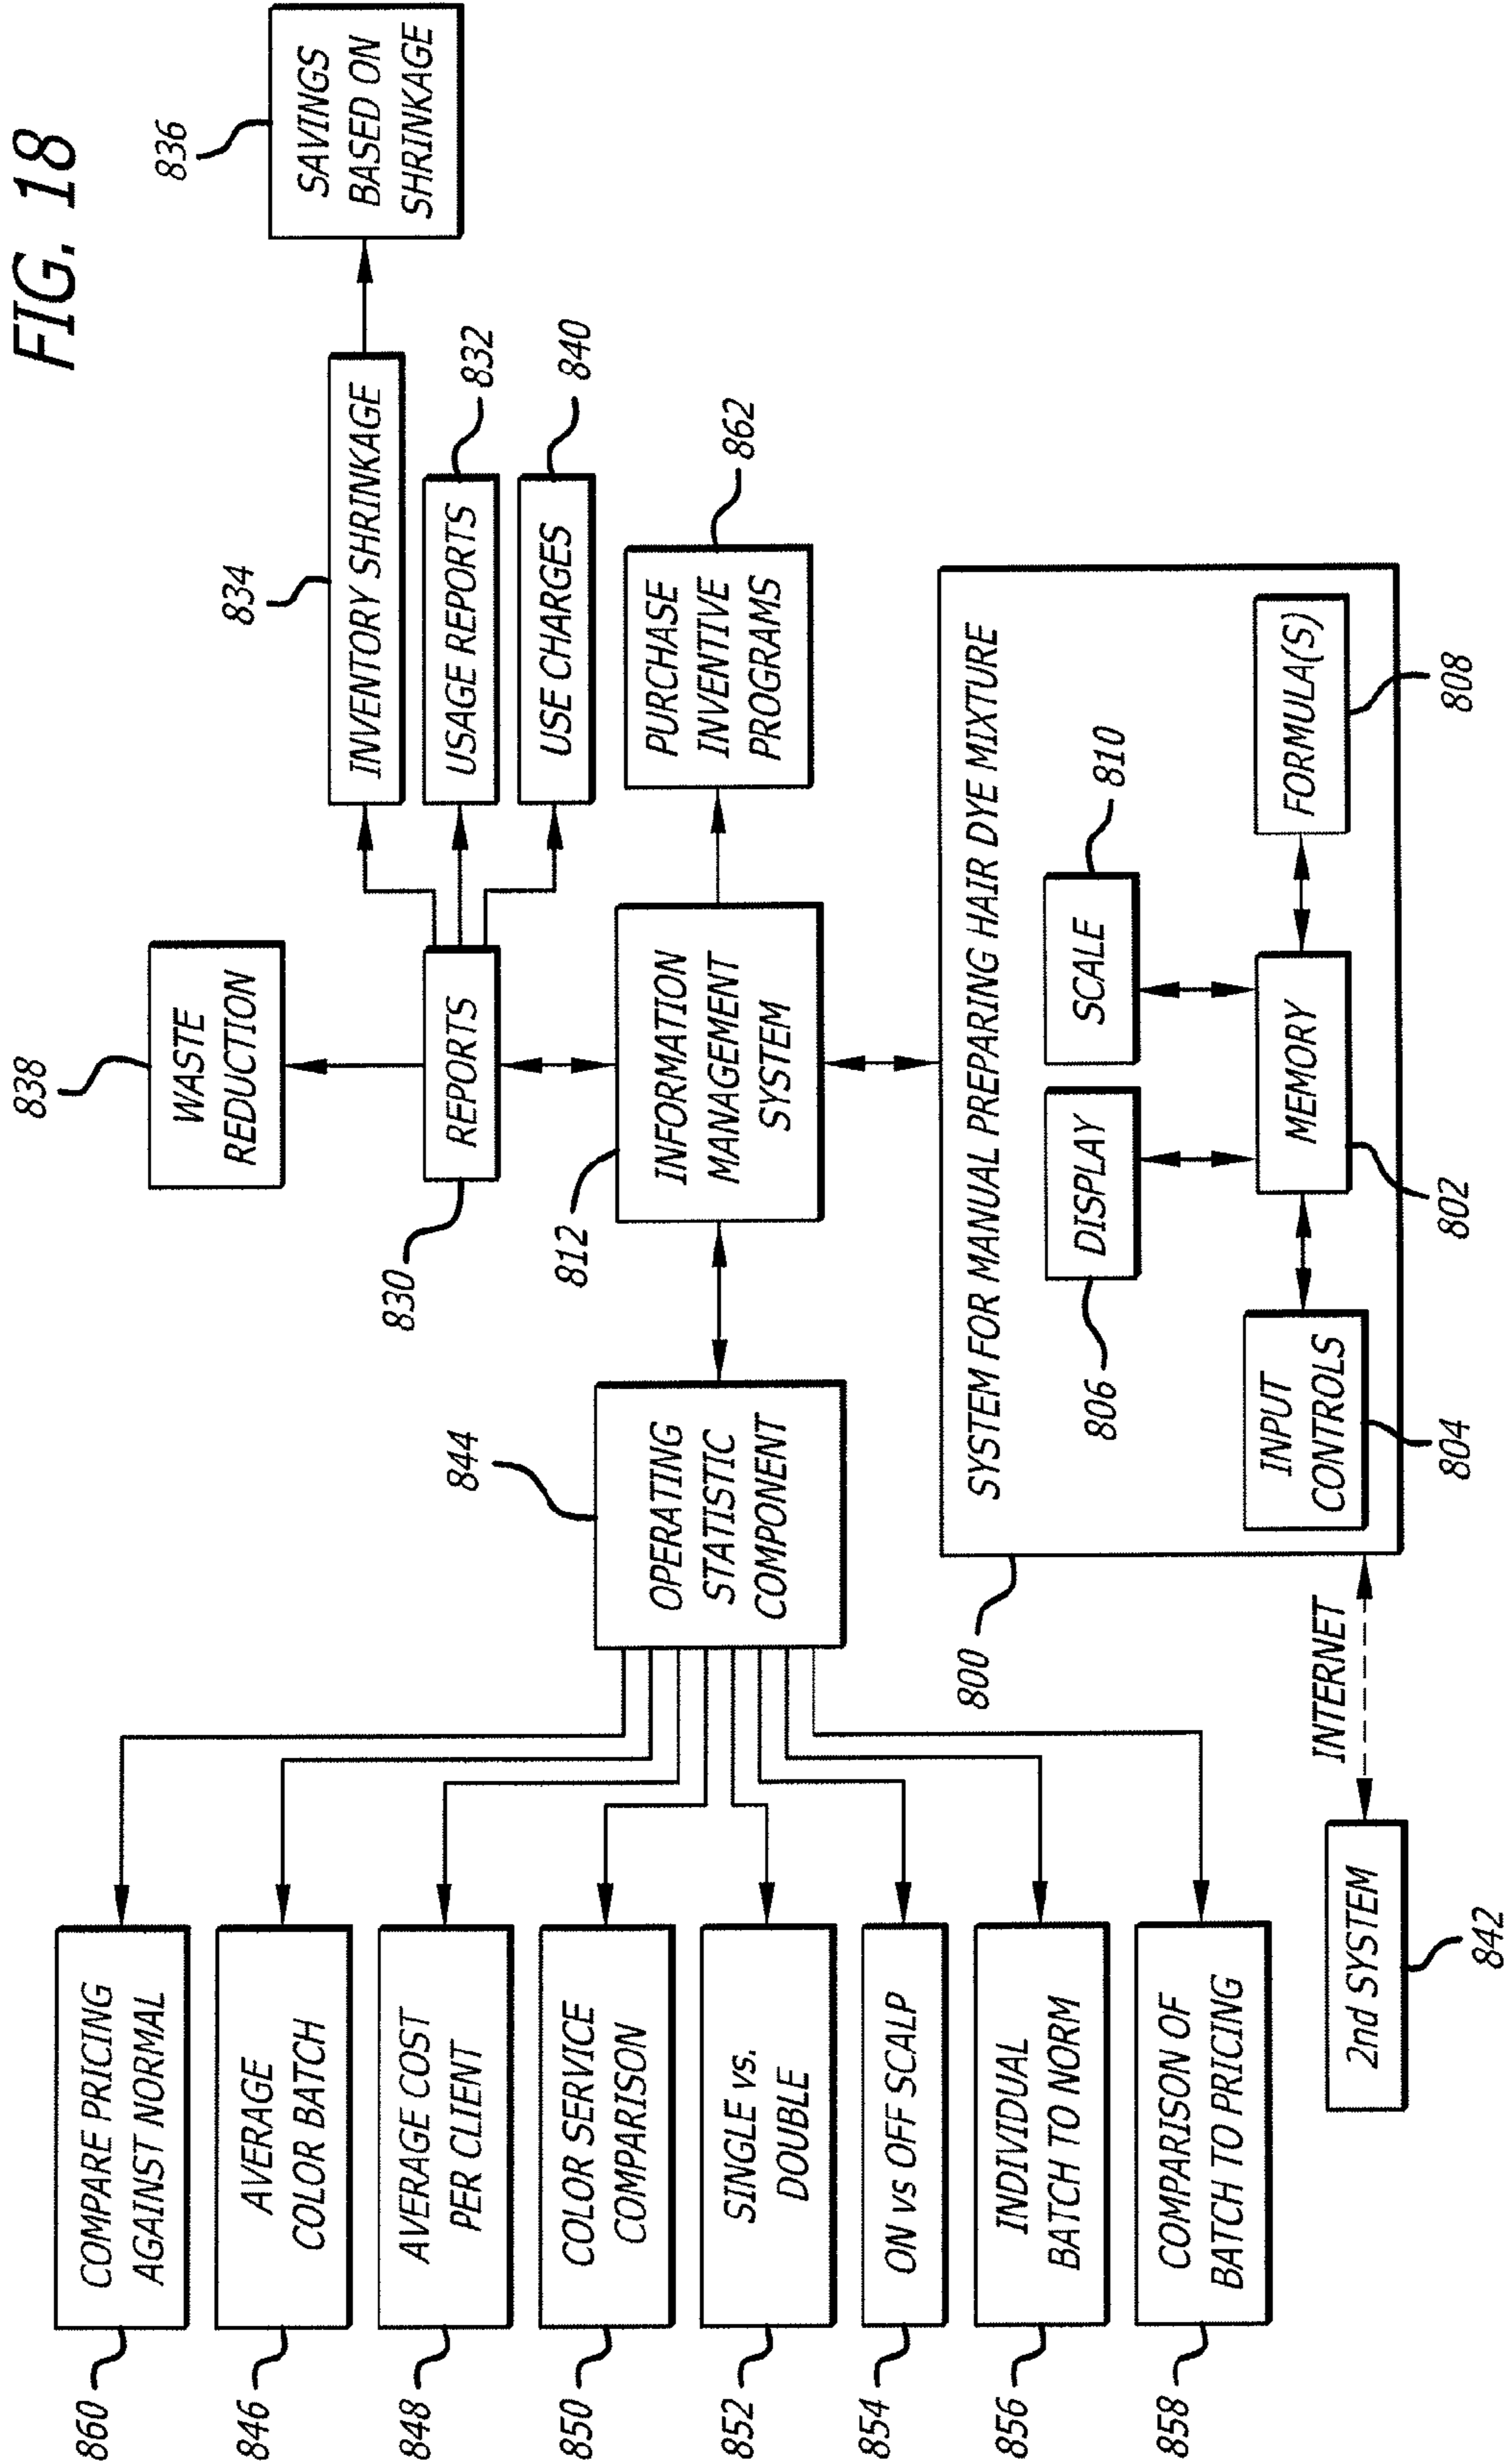 FIG. 18
860
COMPARE PRICING
AGAINST NORMAL
846
AVERAGE
COLOR BATCH
848
AVERAGE COST
PER CLIENT
850
COLOR SERVICE
COMPARISON
852
SINGLE vs.
DOUBLE
854
ON vs OFF SCALP
856
INDIVIDUAL
BATCH TO NORM
858
COMPARISON OF
BATCH TO PRICING
844
OPERATING
STATISTIC
COMPONENT
838
WASTE
REDUCTION
830
REPORTS
812
INFORMATION
MANAGEMENT
SYSTEM
834
INVENTORY SHRINKAGE
836
SAVINGS
BASED ON
SHRINKAGE
USAGE REPORTS
832
USE CHARGES
840
PURCHASE
INVENTIVE
PROGRAMS
862
800
SYSTEM FOR MANUAL PREPARING HAIR DYE MIXTURE
806
DISPLAY
SCALE
810
INPUT
CONTROLS
804
MEMORY
802
FORMULA(S)
808
INTERNET
2nd SYSTEM
842